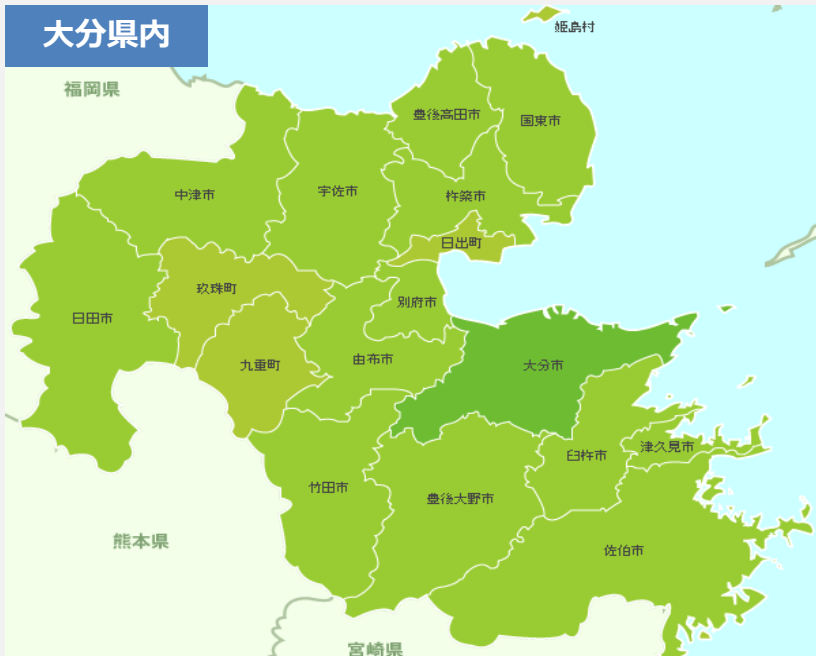 大分県内
姫島村
福岡県
豊後高田市
国東市
中津市
宇佐市
杵築市
日出町
玖珠町
別府市
日田市
九重町
由布市
大分市
津久見市
臼杵市
竹田市
豊後大野市
熊本県
佐伯市
宮崎県